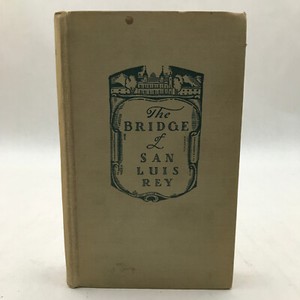 The
BRIDGE
of
SAN
LUIS
REY